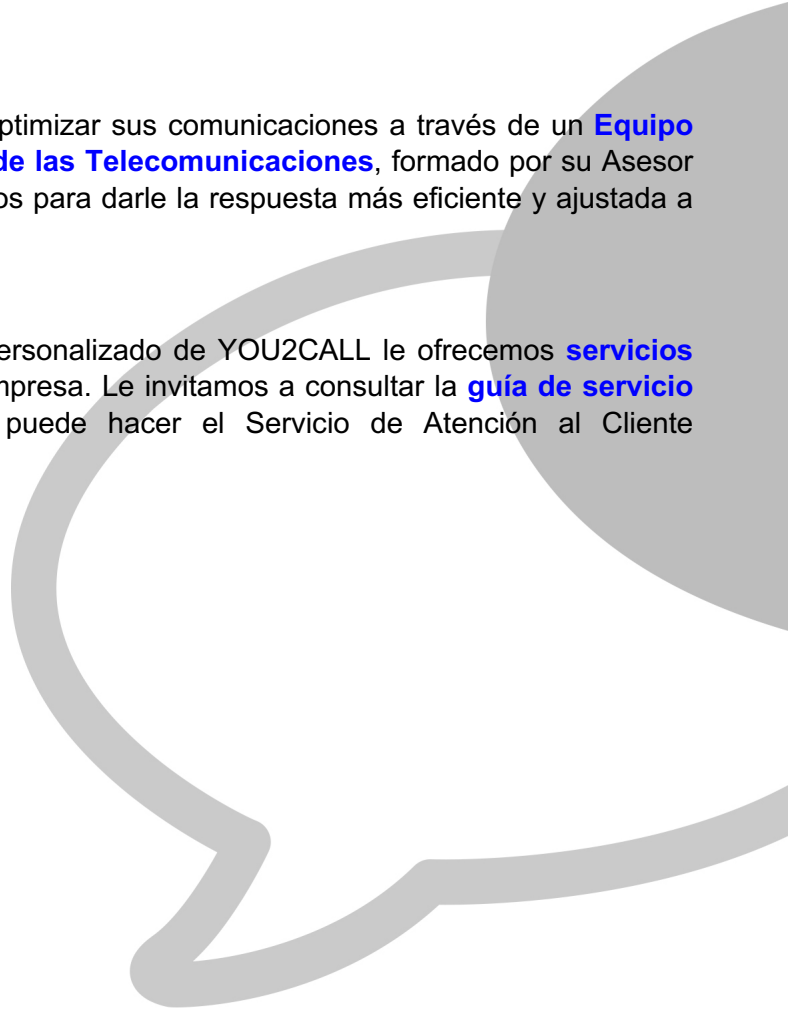 ptimizar sus comunicaciones a través de un Equipo
de las Telecomunicaciones, formado por su Asesor
os para darle la respuesta más eficiente y ajustada a
ersonalizado de YOU2CALL le ofrecemos servicios
mpresa. Le invitamos a consultar la guía de servicio
puede hacer el Servicio de Atención al Cliente